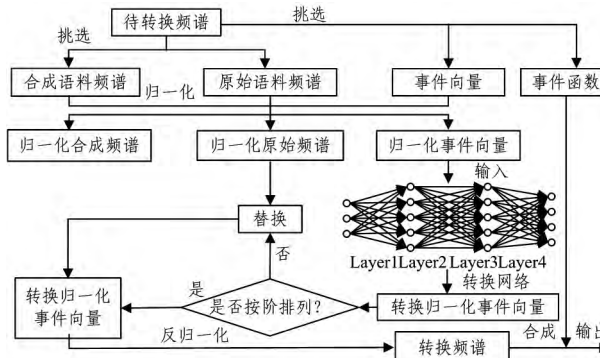 待转换频谱
挑选
挑选
合成语料频谱
原始语料频谱
事件向量
事件函数
归一化
归一化合成频谱
归一化原始频谱
归一化事件向量
输入
替换
Layer1Layer2 Layer3Layer4
否
转换网络
转换归一化
事件向量
是
是否按阶排列?
转换归一化事件向量
反归一化
转换频谱
合成
输出